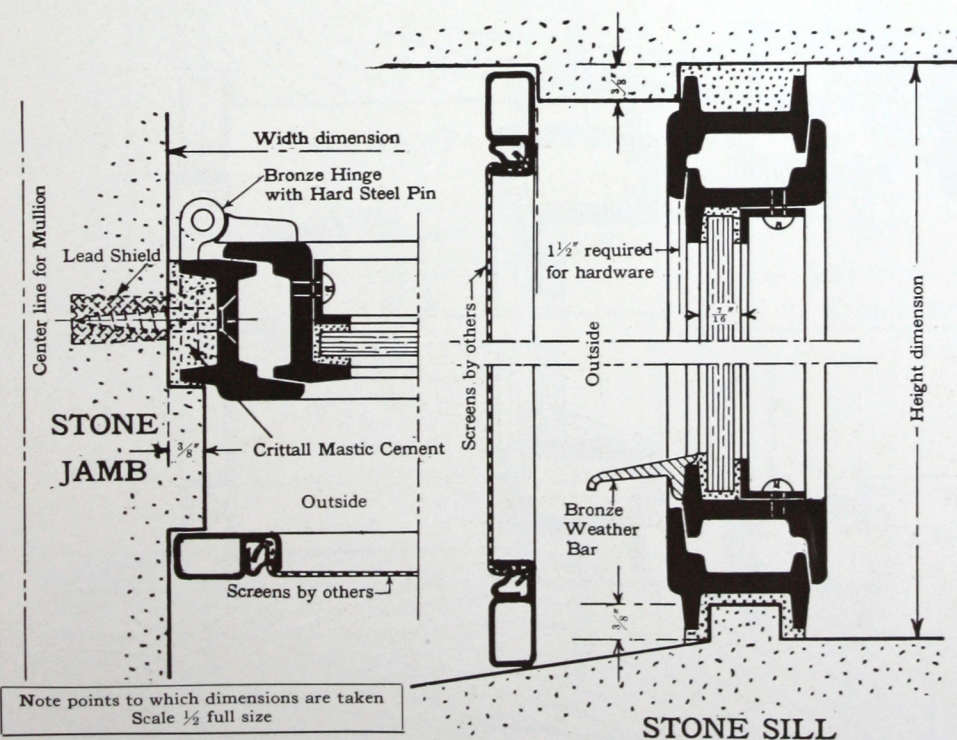 Width dimension
Bronze Hinge
with Hard Steel Pin
Lead Shield
Center line for Mullion
STONE
JAMB
3/8"
Crittall Mastic Cement
Outside
Screens by others
Note points to which dimensions are taken
Scale 1/2 full size
3/8"
1 1/2" required
for hardware
7/16"
Screens by others
Outside
Height dimension
Bronze
Weather
Bar
3/8"
STONE SILL